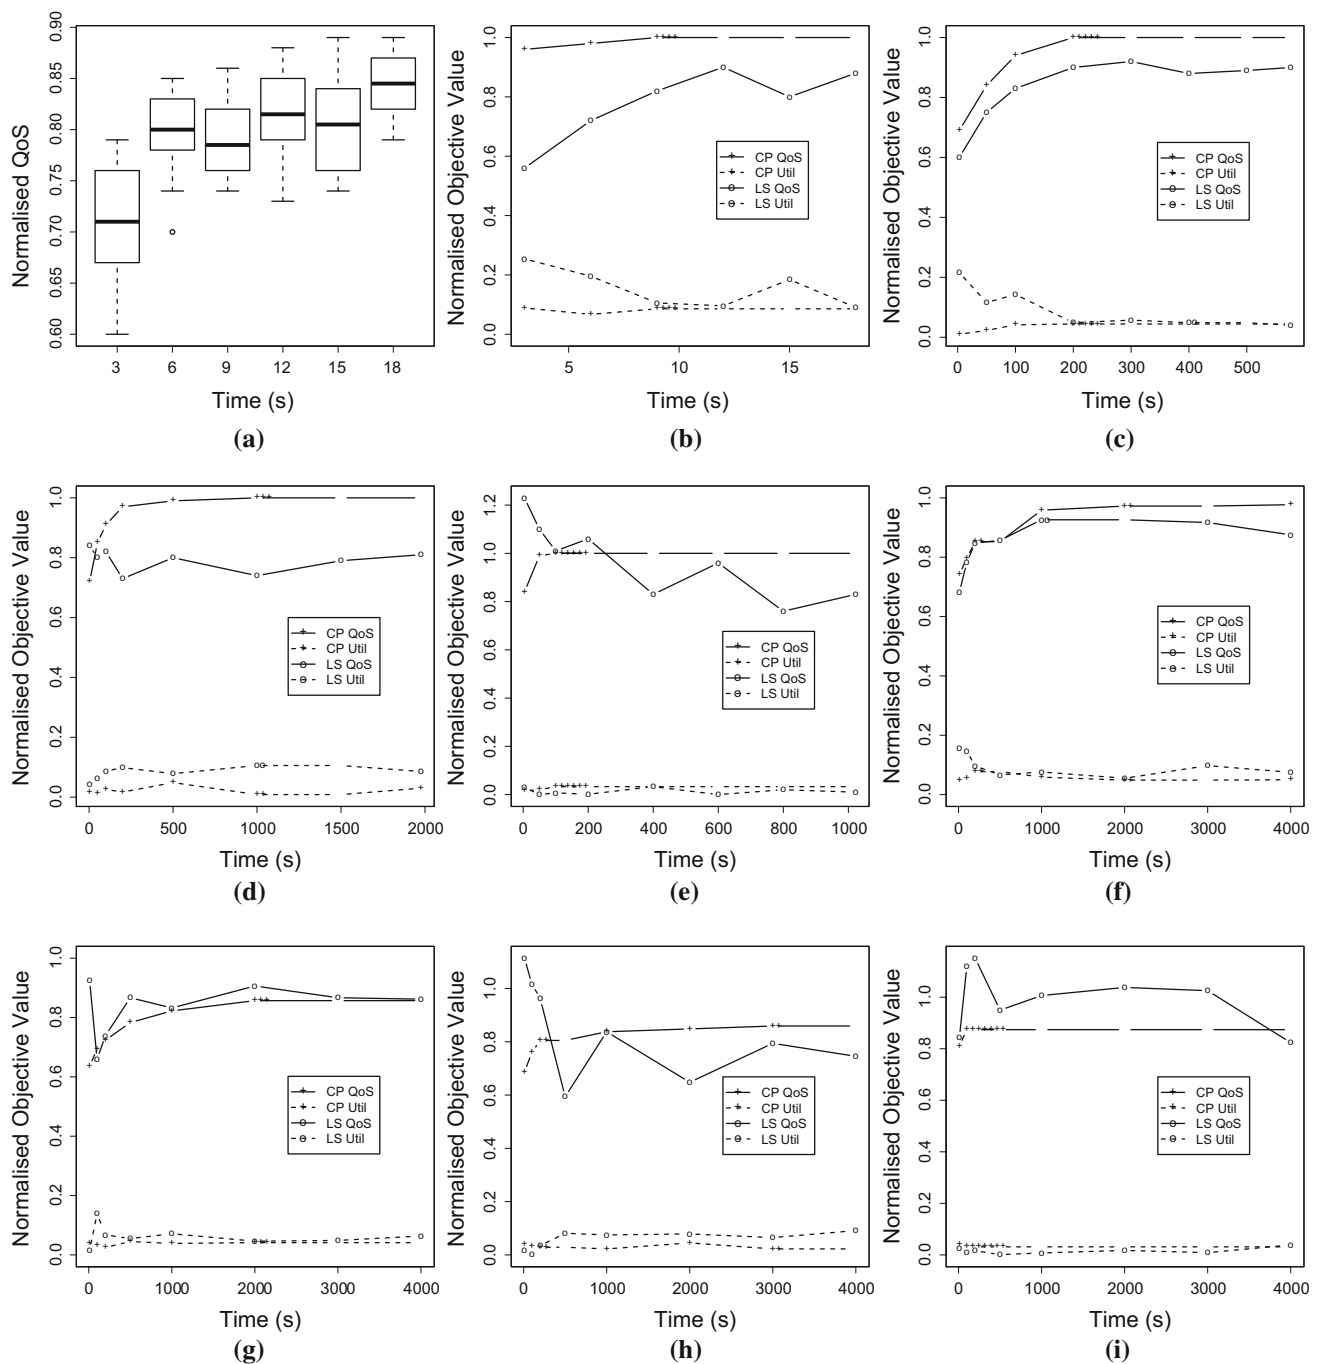 Normalised QoS
0.60 0.65 0.70 0.75 0.80 0.85 0.90
3 6 9 12 15 18
Time (s)
(a)
Normalised Objective Value
0.0 0.2 0.4 0.6 0.8 1.0
CP QoS
CP Util
LS QoS
LS Util
5 10 15
Time (s)
(b)
Normalised Objective Value
0.0 0.2 0.4 0.6 0.8 1.0
CP QoS
CP Util
LS QoS
LS Util
0 100 200 300 400 500
Time (s)
(c)
Normalised Objective Value
0.0 0.2 0.4 0.6 0.8 1.0
CP QoS
CP Util
LS QoS
LS Util
0 500 1000 1500 2000
Time (s)
(d)
Normalised Objective Value
0.0 0.2 0.4 0.6 0.8 1.0 1.2
CP QoS
CP Util
LS QoS
LS Util
0 200 400 600 800 1000
Time (s)
(e)
Normalised Objective Value
0.0 0.2 0.4 0.6 0.8 1.0
CP QoS
CP Util
LS QoS
LS Util
0 1000 2000 3000 4000
Time (s)
(f)
Normalised Objective Value
0.0 0.2 0.4 0.6 0.8 1.0
CP QoS
CP Util
LS QoS
LS Util
0 1000 2000 3000 4000
Time (s)
(g)
Normalised Objective Value
0.0 0.2 0.4 0.6 0.8 1.0
CP QoS
CP Util
LS QoS
LS Util
0 1000 2000 3000 4000
Time (s)
(h)
Normalised Objective Value
0.0 0.2 0.4 0.6 0.8 1.0
CP QoS
CP Util
LS QoS
LS Util
0 1000 2000 3000 4000
Time (s)
(i)